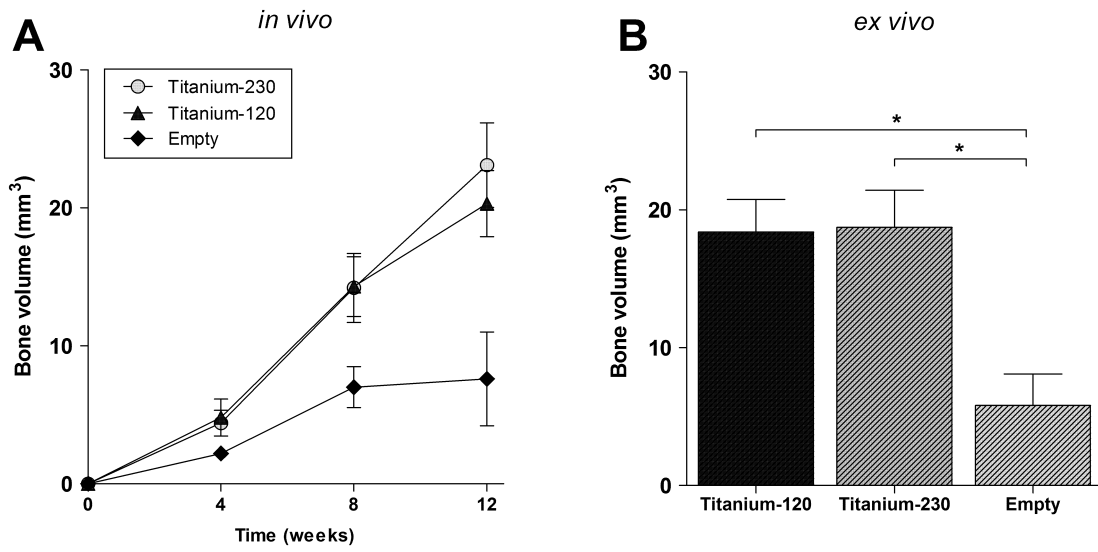 A
in vivo
Bone volume (mm³)
30
20
10
0
Titanium-230
Titanium-120
Empty
0 4 8 12
Time (weeks)
B
ex vivo
Bone volume (mm³)
30
20
10
0
*
*
Titanium-120 Titanium-230 Empty